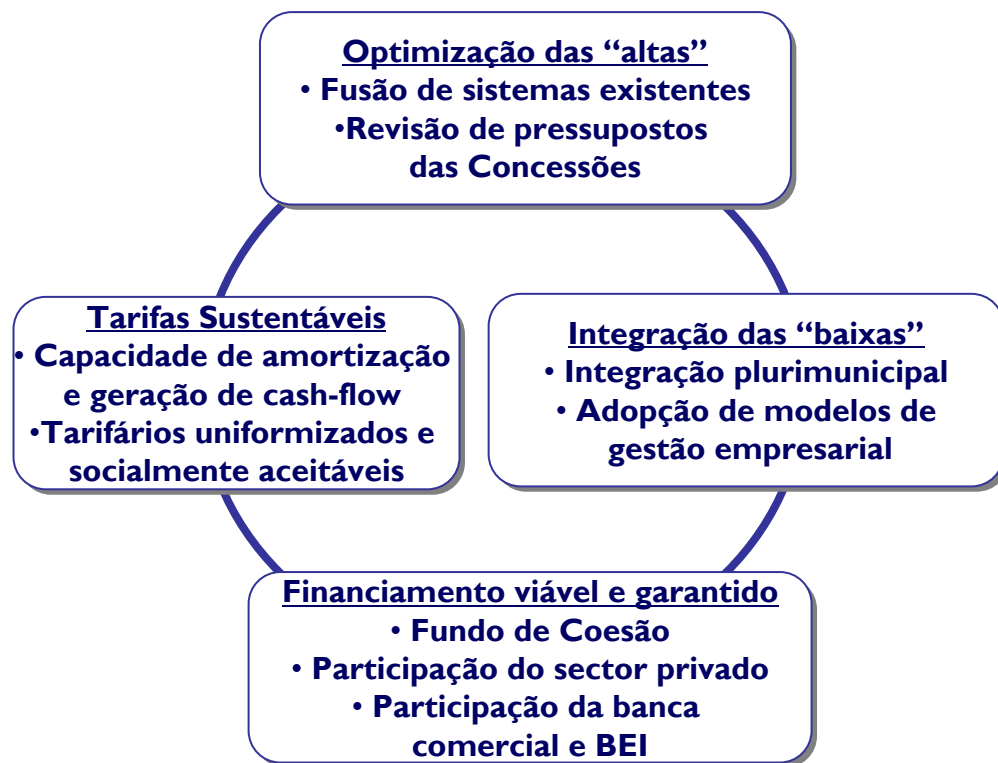 Optimização das “altas”
• Fusão de sistemas existentes
•Revisão de pressupostos
das Concessões
Tarifas Sustentáveis
• Capacidade de amortização
e geração de cash-flow
•Tarifários uniformizados e
socialmente aceitáveis
Integração das “baixas”
• Integração plurimunicipal
• Adopção de modelos de
gestão empresarial
Financiamento viável e garantido
• Fundo de Coesão
• Participação do sector privado
• Participação da banca
comercial e BEI